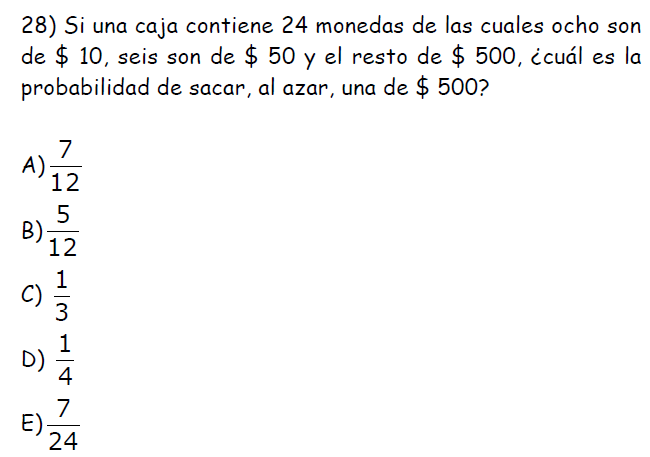 28) Si una caja contiene 24 monedas de las cuales ocho son
de $ 10, seis son de $ 50 y el resto de $ 500, ¿cuál es la
probabilidad de sacar, al azar, una de $ 500?
A) 7/12
B) 5/12
C) 1/3
D) 1/4
E) 7/24